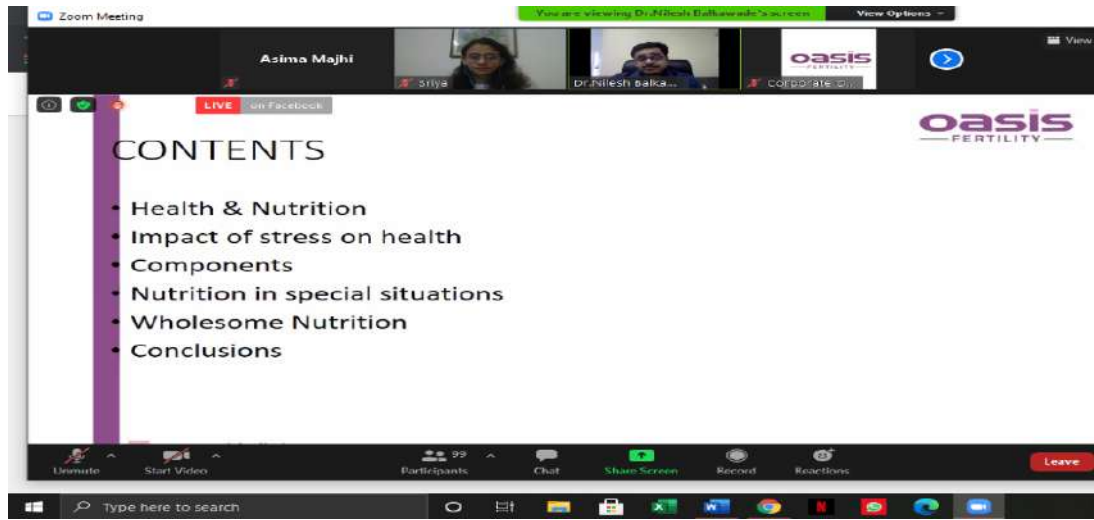 Zoom Meeting
You are viewing Dr.Nilesh Balkawade's screen
View Options
View
Asima Majhi
Sriya
Dr.Nilesh Balka...
oasis
FERTILITY
Corporate
LIVE on Facebook
oasis
FERTILITY
CONTENTS
• Health & Nutrition
• Impact of stress on health
• Components
• Nutrition in special situations
• Wholesome Nutrition
• Conclusions
Unmute
Start Video
99
Participants
Chat
Share Screen
Record
Reactions
Leave
Type here to search